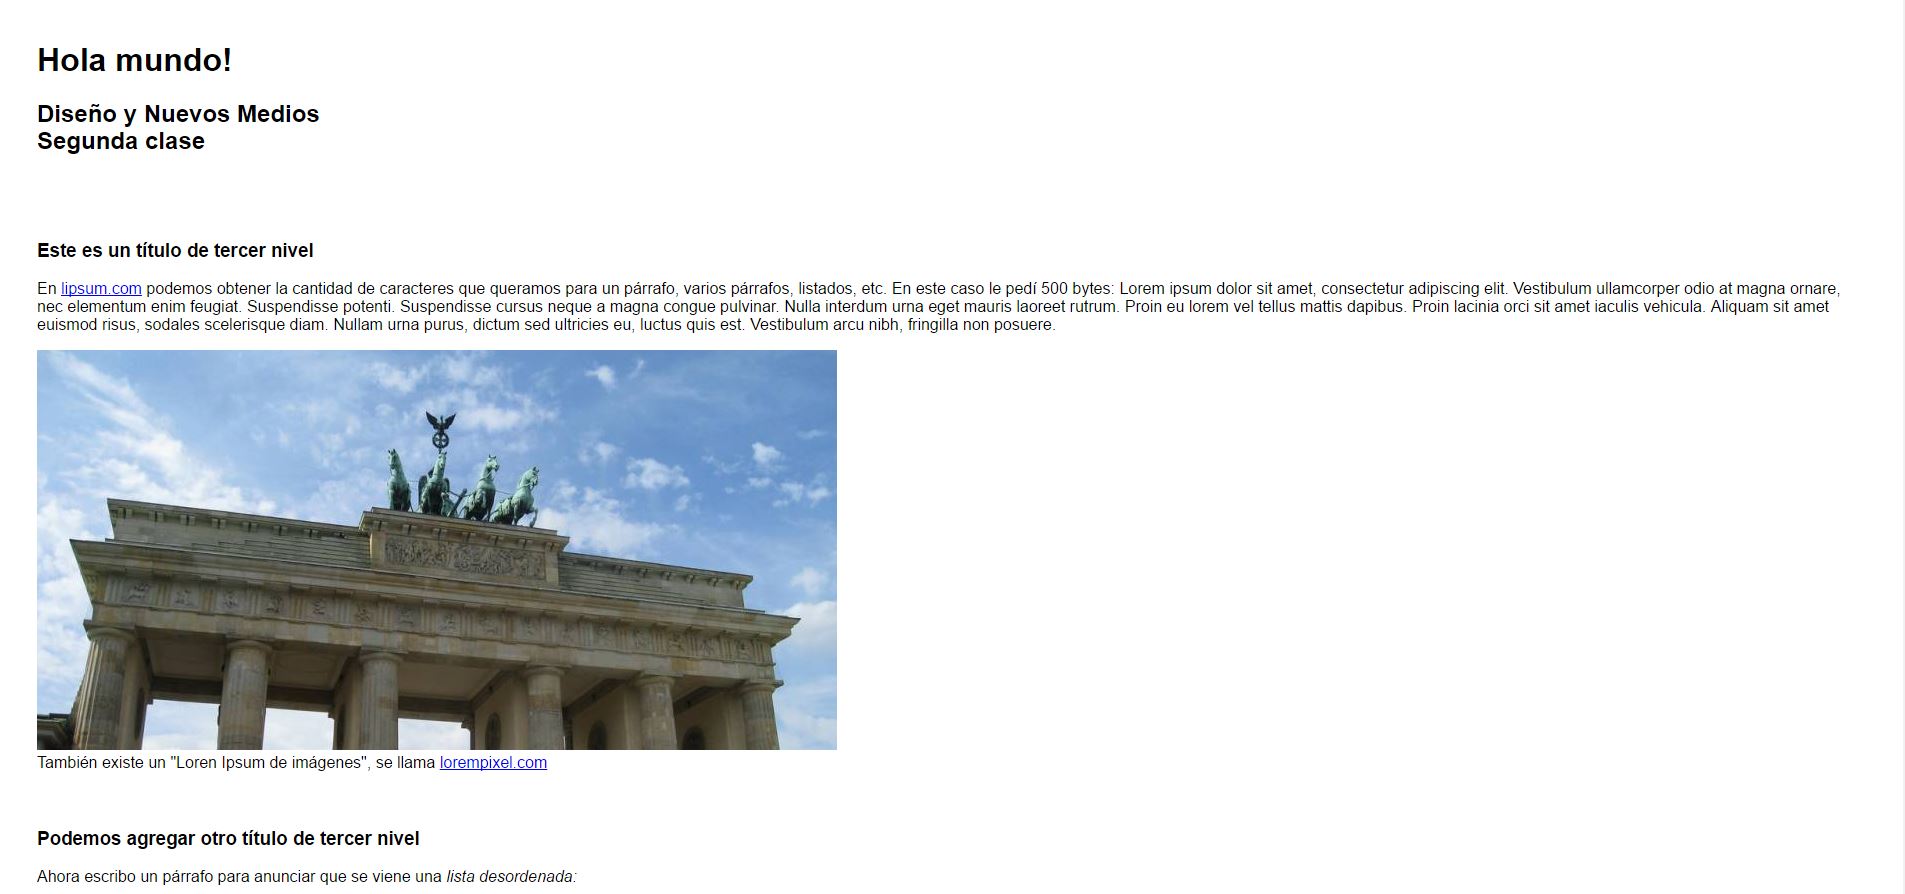 Hola mundo!
Diseño y Nuevos Medios
Segunda clase
Este es un título de tercer nivel
En lipsum.com podemos obtener la cantidad de caracteres que queramos para un párrafo, varios párrafos, listados, etc. En este caso le pedí 500 bytes: Lorem ipsum dolor sit amet, consectetur adipiscing elit. Vestibulum ullamcorper odio at magna ornare,
nec elementum enim feugiat. Suspendisse potenti. Suspendisse cursus neque a magna congue pulvinar. Nulla interdum urna eget mauris laoreet rutrum. Proin eu lorem vel tellus mattis dapibus. Proin lacinia orci sit amet iaculis vehicula. Aliquam sit amet
euismod risus, sodales scelerisque diam. Nullam urna purus, dictum sed ultricies eu, luctus quis est. Vestibulum arcu nibh, fringilla non posuere.
También existe un "Loren Ipsum de imágenes", se llama lorempixel.com
Podemos agregar otro título de tercer nivel
Ahora escribo un párrafo para anunciar que se viene una lista desordenada: